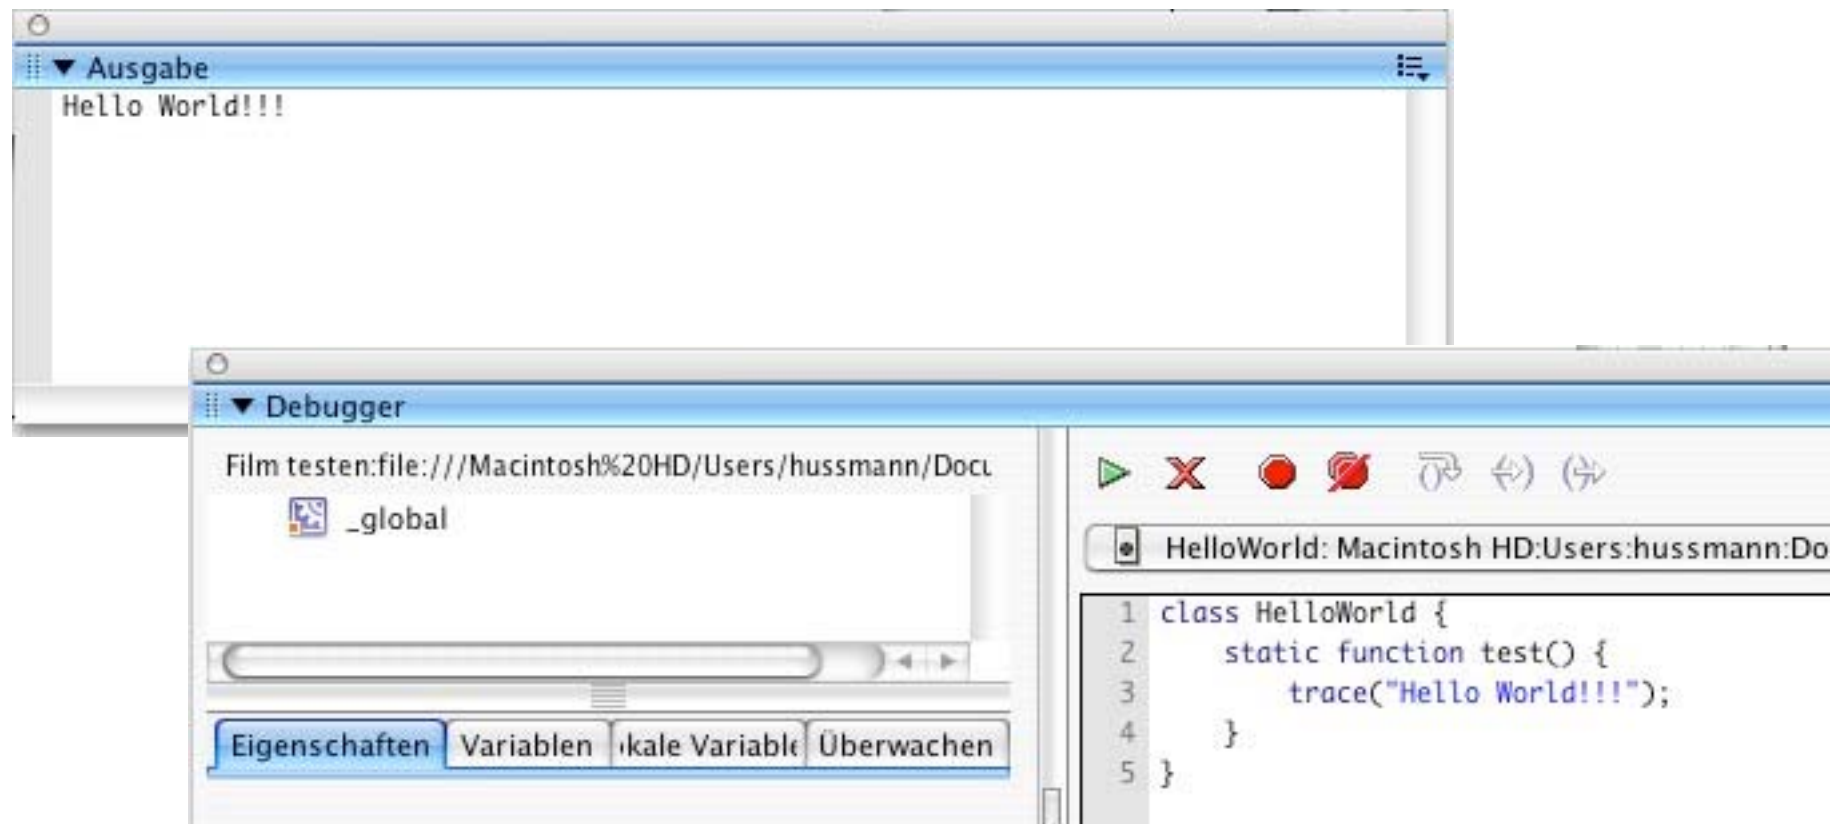 Ausgabe
Hello World!!!
Debugger
Film testen:file:///Macintosh%20HD/Users/hussmann/Docu
_global
Eigenschaften Variablen kale Variable Überwachen
HelloWorld: Macintosh HD:Users:hussmann:Do
1 class HelloWorld {
2 static function test() {
3 trace("Hello World!!!");
4 }
5 }